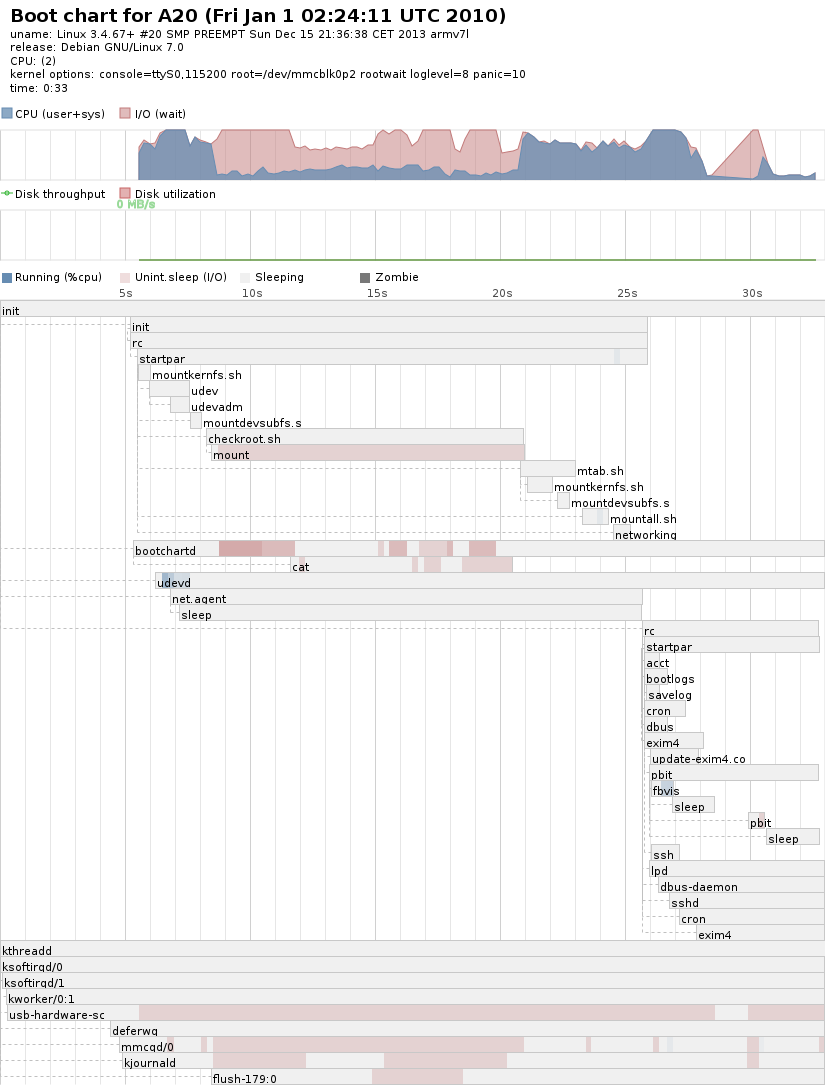 Boot chart for A20 (Fri Jan 1 02:24:11 UTC 2010)
uname: Linux 3.4.67+ #20 SMP PREEMPT Sun Dec 15 21:36:38 CET 2013 armv7l
release: Debian GNU/Linux 7.0
CPU: (2)
kernel options: console=ttyS0,115200 root=/dev/mmcblk0p2 rootwait loglevel=8 panic=10
time: 0:33
CPU (user+sys) I/O (wait)
Disk throughput Disk utilization
0 MB/s
Running (%cpu) Unint.sleep (I/O) Sleeping Zombie
5s 10s 15s 20s 25s 30s
init
init
rc
startpar
mountkernfs.sh
udev
udevadm
mountdevsubfs.s
checkroot.sh
mount
mtab.sh
mountkernfs.sh
mountdevsubfs.s
mountall.sh
networking
bootchartd
cat
udevd
net.agent
sleep
rc
startpar
acct
bootlogs
savelog
cron
dbus
exim4
update-exim4.co
pbit
fbvis
sleep
pbit
sleep
ssh
lpd
dbus-daemon
sshd
cron
exim4
kthreadd
ksoftirqd/0
ksoftirqd/1
kworker/0:1
usb-hardware-sc
deferwq
mmcqd/0
kjournald
flush-179:0